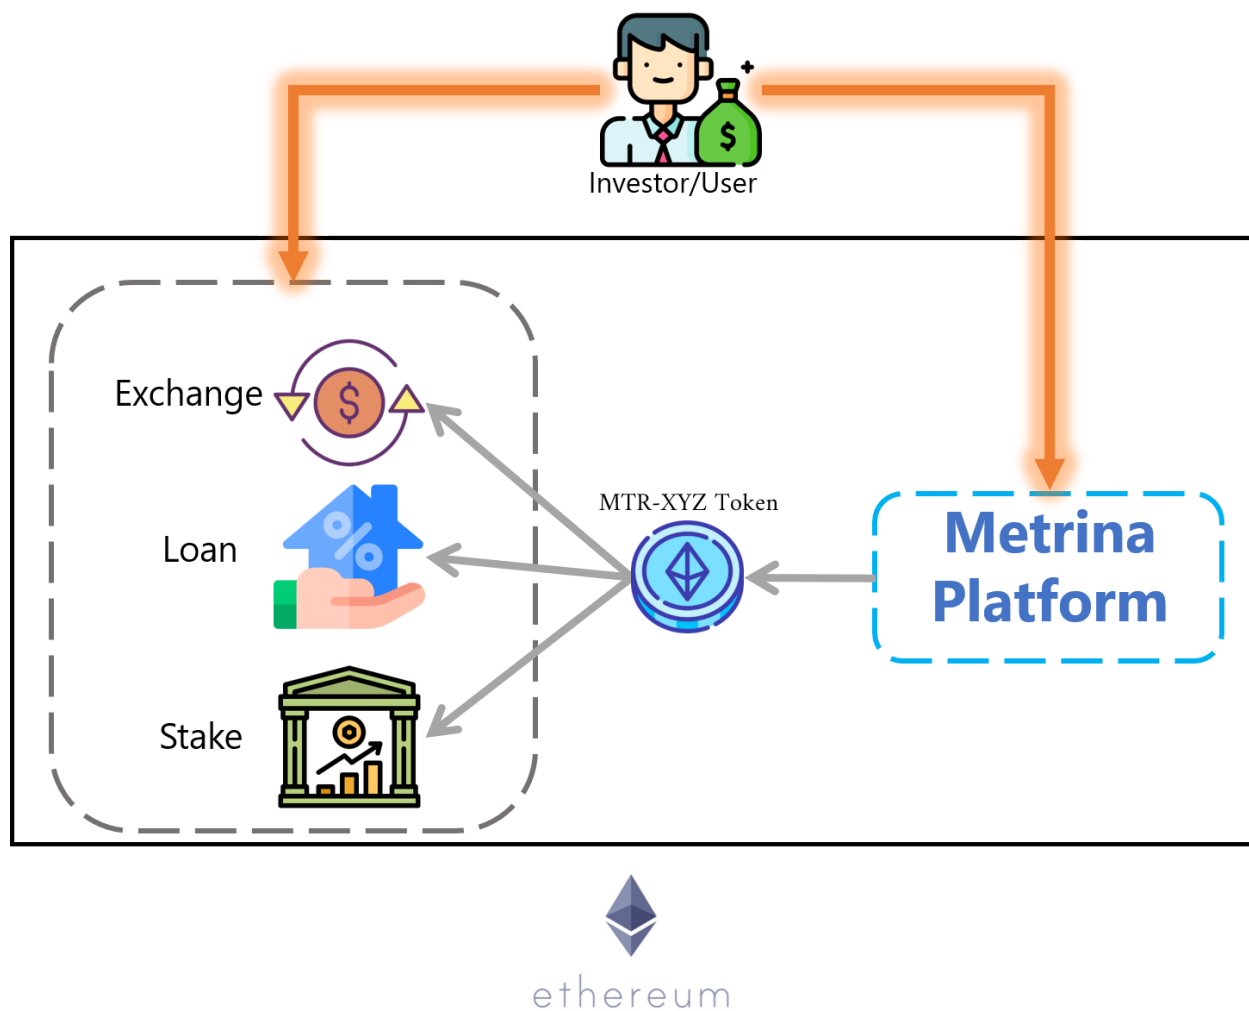 Investor/User
Exchange
Loan
Stake
MTR-XYZ Token
Metrina
Platform
ethereum